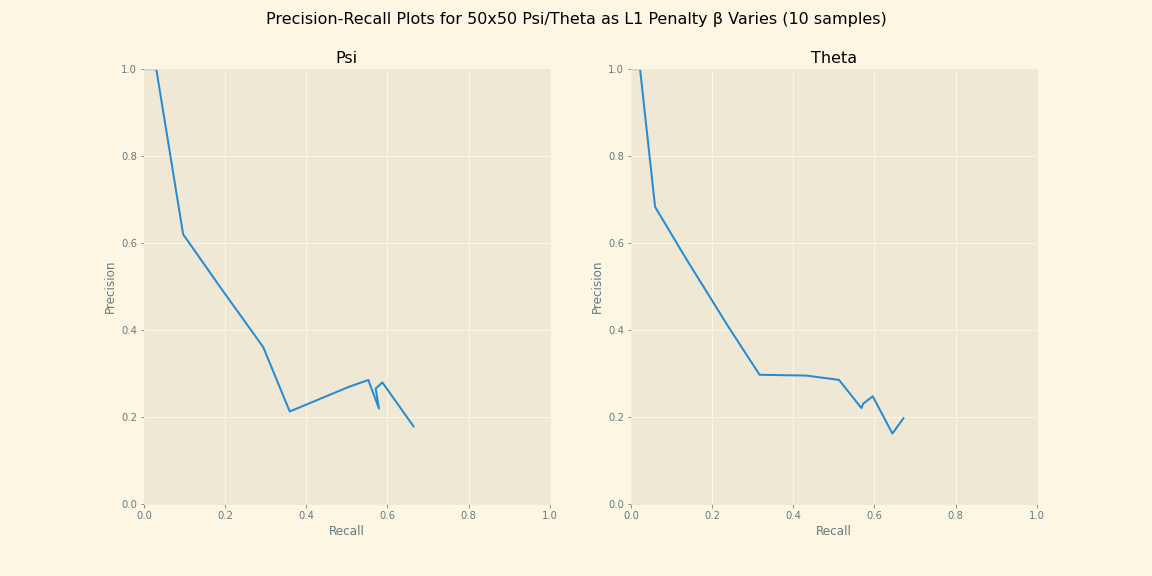 Precision-Recall Plots for 50x50 Psi/Theta as L1 Penalty β Varies (10 samples)
Psi
1.0
0.8
0.6
0.4
0.2
0.0
Precision
0.0 0.2 0.4 0.6 0.8 1.0
Recall
Theta
1.0
0.8
0.6
0.4
0.2
0.0
Precision
0.0 0.2 0.4 0.6 0.8 1.0
Recall